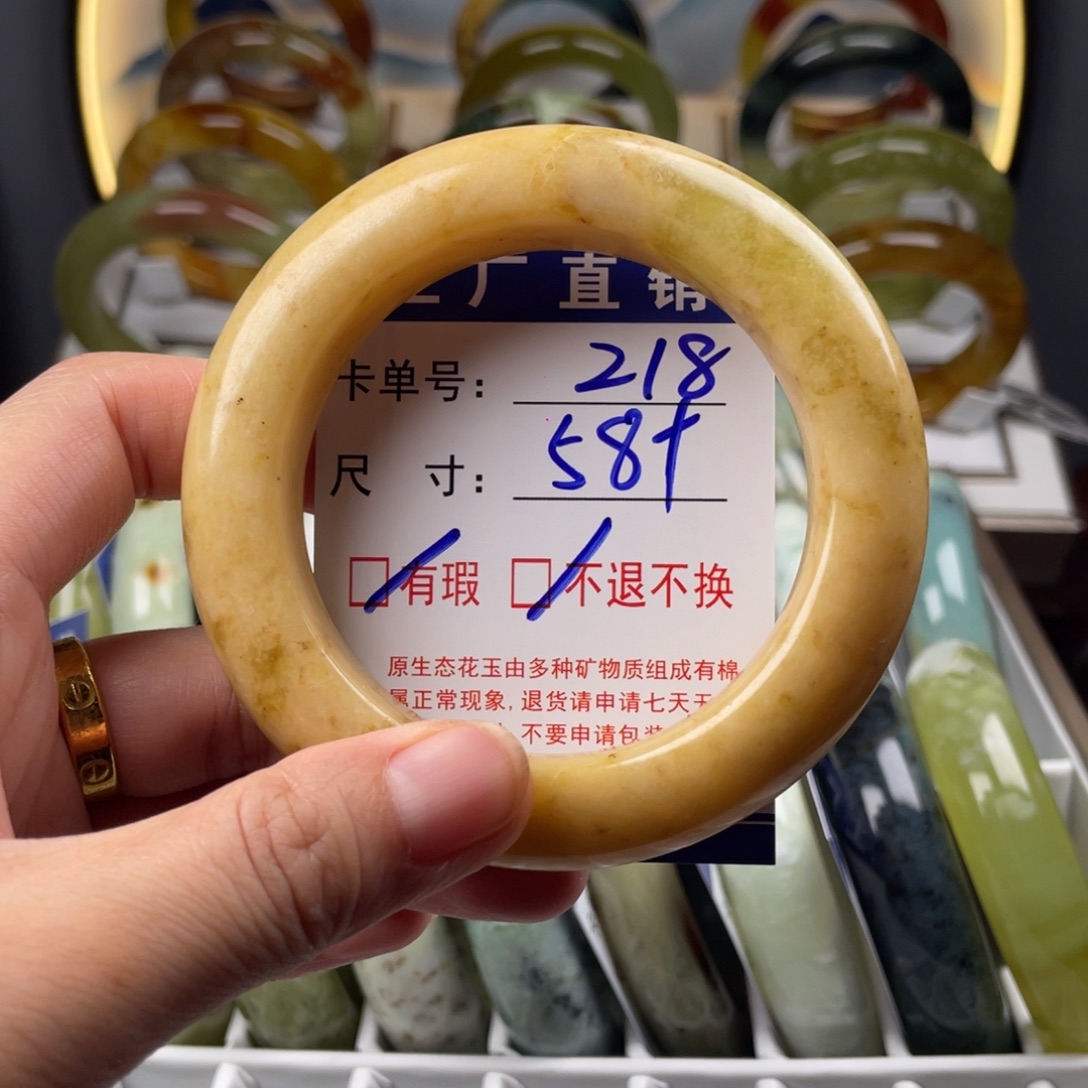 厂直销
卡单号： 218
尺 寸： 58+
□有瑕 □不退不换
原生态花玉由多种矿物质组成有棉
属正常现象，退货请申请七天无
不要申请包装